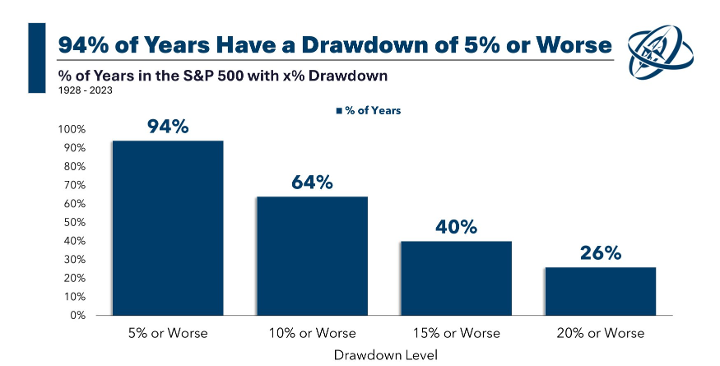 94% of Years Have a Drawdown of 5% or Worse
% of Years in the S&P 500 with x% Drawdown
1928 - 2023
% of Years
100%
90%
80%
70%
60%
50%
40%
30%
20%
10%
0%
94%
64%
40%
26%
5% or Worse
10% or Worse
15% or Worse
20% or Worse
Drawdown Level